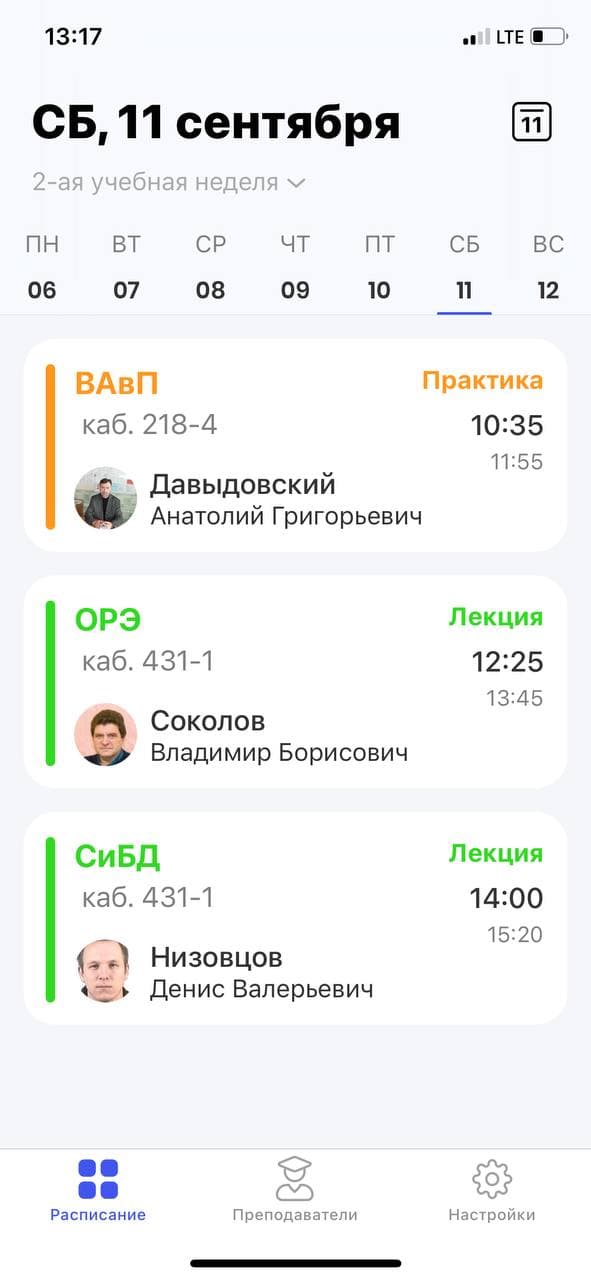 13:17
LTE
СБ, 11 сентября
11
2-ая учебная неделя
ПН ВТ СР ЧТ ПТ СБ ВС
06 07 08 09 10 11 12
ВАвП Практика
каб. 218-4 10:35
11:55
Давыдовский
Анатолий Григорьевич
ОРЭ Лекция
каб. 431-1 12:25
13:45
Соколов
Владимир Борисович
СиБД Лекция
каб. 431-1 14:00
15:20
Низовцов
Денис Валерьевич
Расписание Преподаватели Настройки